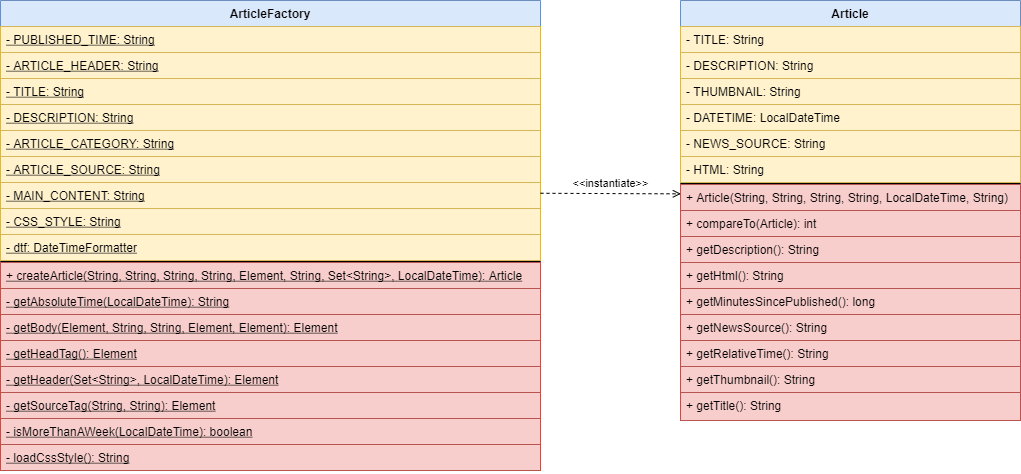 ArticleFactory
- PUBLISHED_TIME: String
- ARTICLE_HEADER: String
- TITLE: String
- DESCRIPTION: String
- ARTICLE_CATEGORY: String
- ARTICLE_SOURCE: String
- MAIN_CONTENT: String
- CSS_STYLE: String
- dtf: DateTimeFormatter
+ createArticle(String, String, String, String, Element, String, Set<String>, LocalDateTime): Article
- getAbsoluteTime(LocalDateTime): String
- getBody(Element, String, String, Element, Element): Element
- getHeadTag(): Element
- getHeader(Set<String>, LocalDateTime): Element
- getSourceTag(String, String): Element
- isMoreThanAWeek(LocalDateTime): boolean
- loadCssStyle(): String
<<instantiate>>
Article
- TITLE: String
- DESCRIPTION: String
- THUMBNAIL: String
- DATETIME: LocalDateTime
- NEWS_SOURCE: String
- HTML: String
+ Article(String, String, String, String, LocalDateTime, String)
+ compareTo(Article): int
+ getDescription(): String
+ getHtml(): String
+ getMinutesSincePublished(): long
+ getNewsSource(): String
+ getRelativeTime(): String
+ getThumbnail(): String
+ getTitle(): String